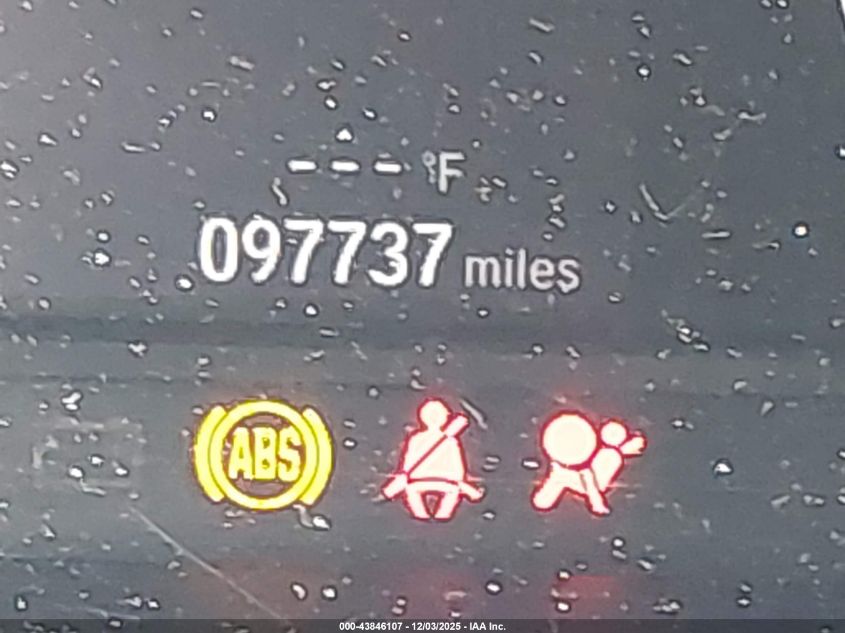 --- °F
097737 miles
ABS
000-43846107 - 12/03/2025 - IAA Inc.